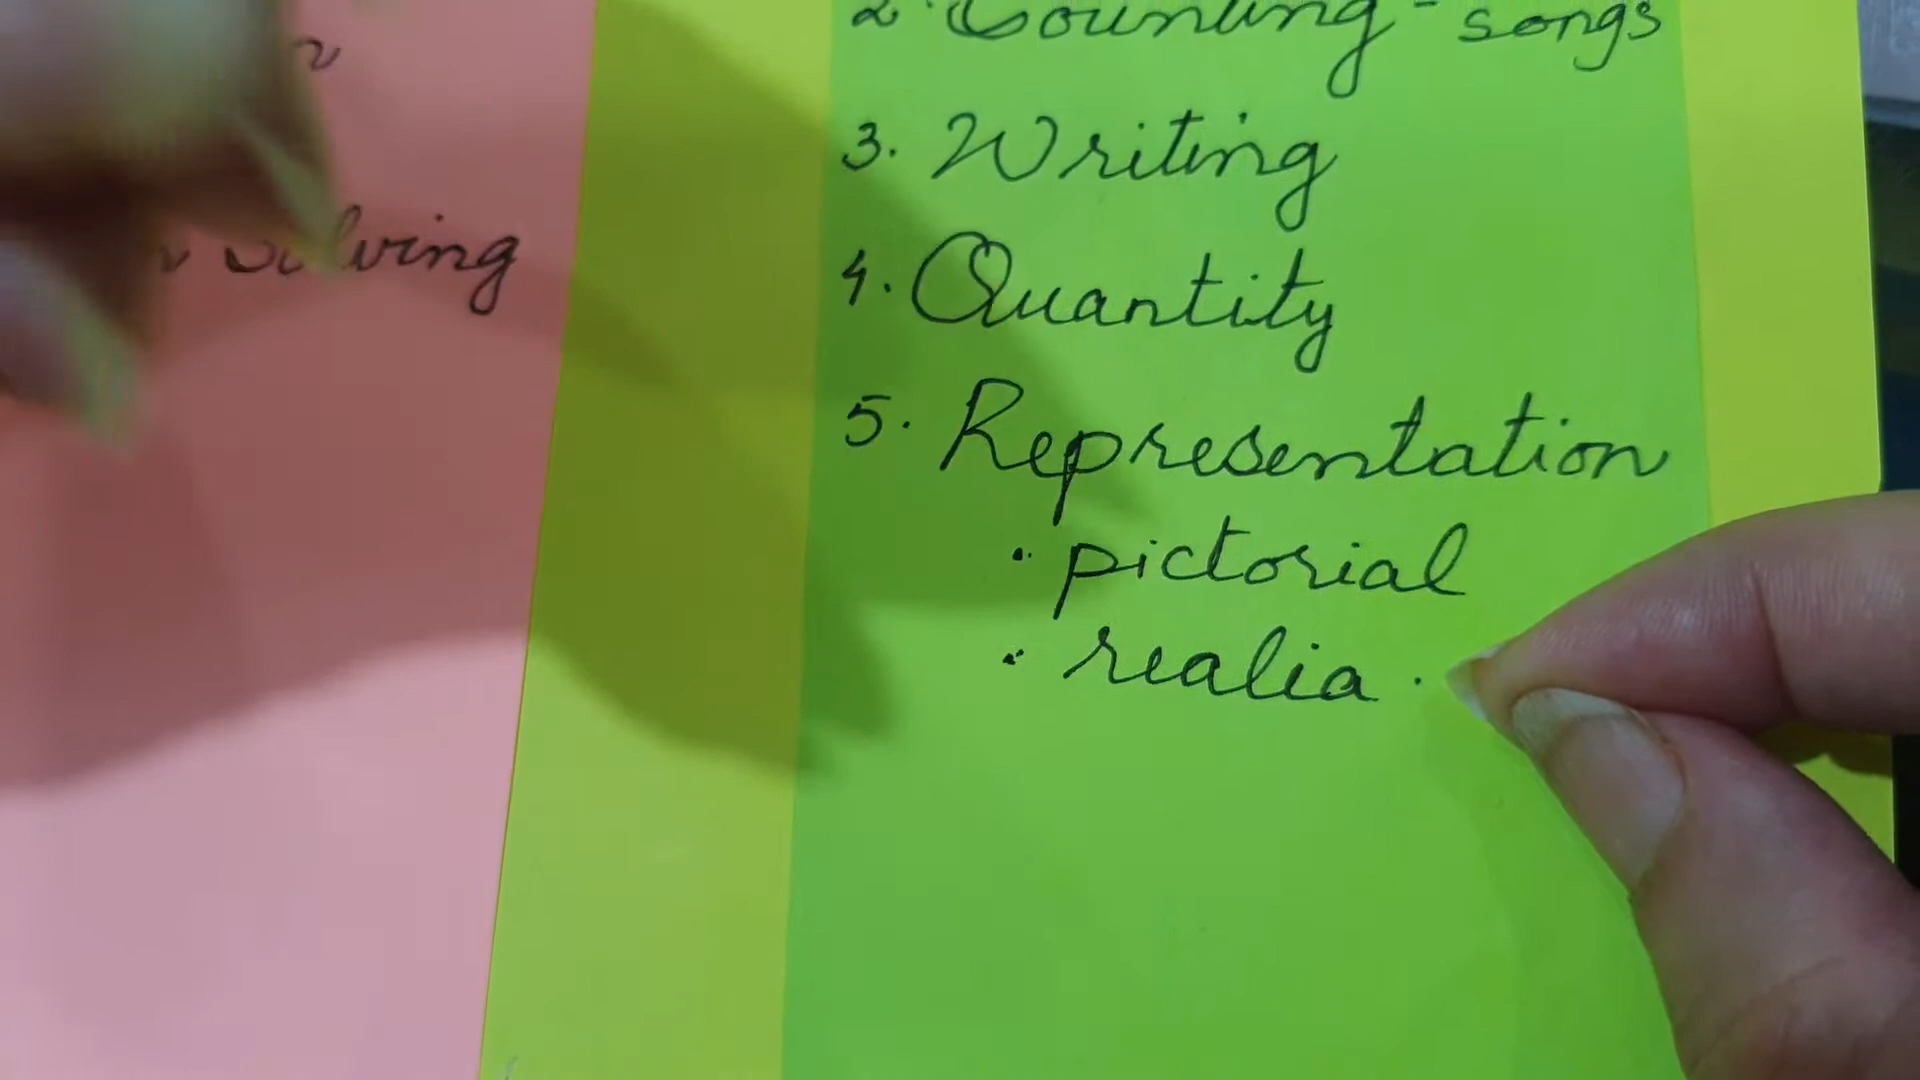 Solving
2. Counting - songs
3. Writing
4. Quantity
5. Representation
• pictorial
• realia